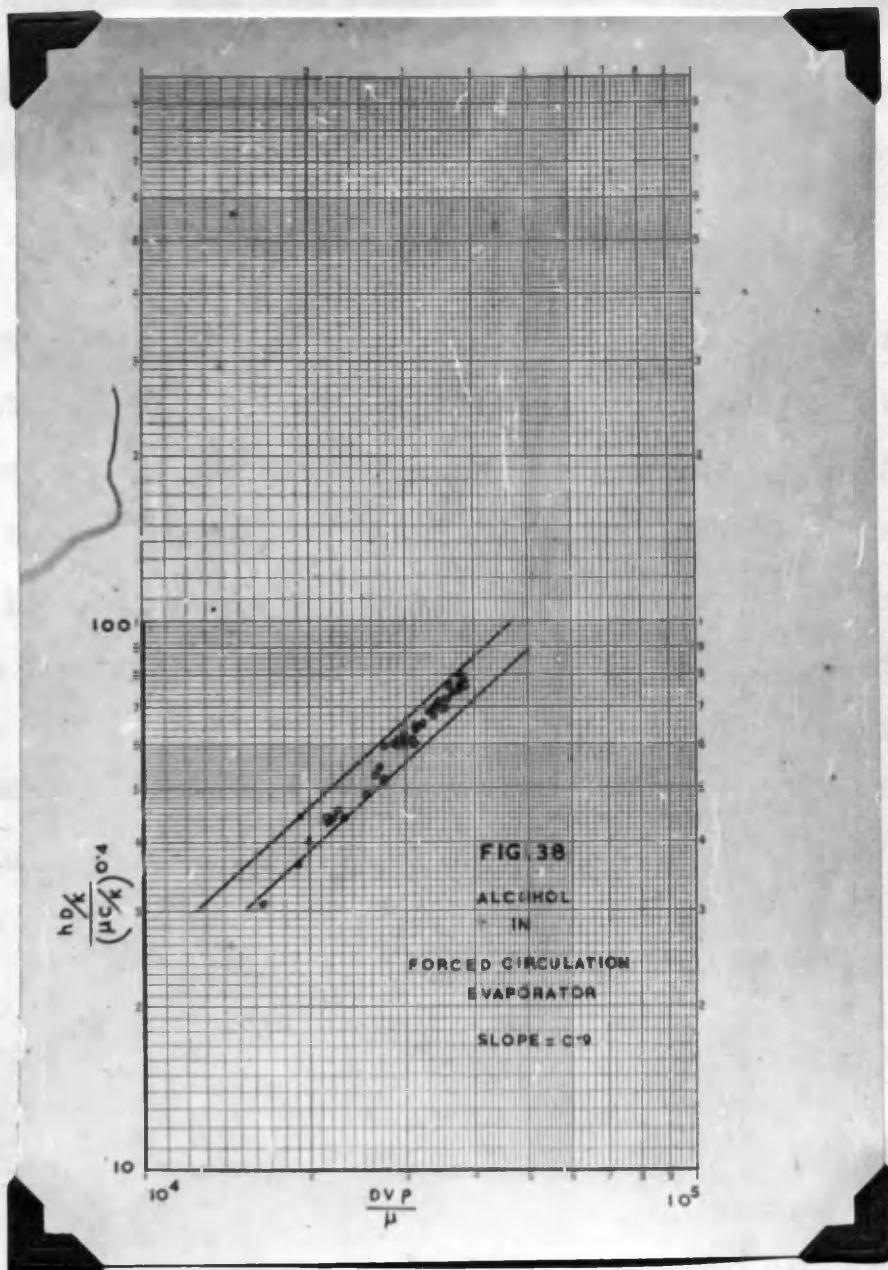 100
hD/k
(μC/k)^0·4
FIG.38
ALCOHOL
IN
FORCED CIRCULATION
EVAPORATOR
SLOPE = C·9
10
10^4
DVρ
μ
10^5